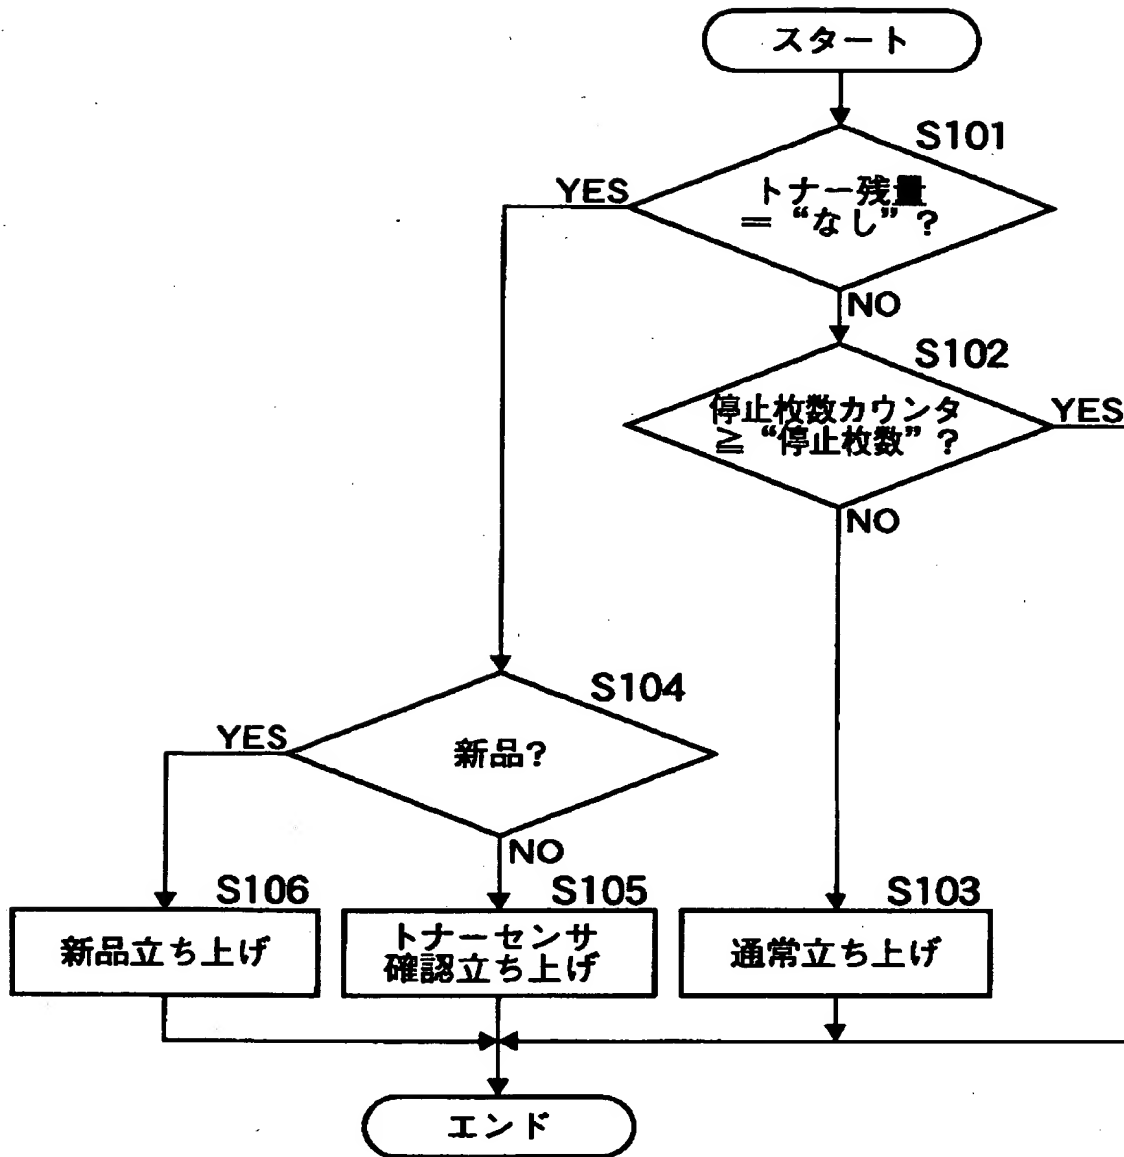 スタート
S101
YES
トナー残量
＝“なし”？
NO
S102
停止枚数カウンタ
≧“停止枚数”？
YES
NO
S104
YES
新品？
NO
S106
S105
S103
新品立ち上げ
トナーセンサ
確認立ち上げ
通常立ち上げ
エンド